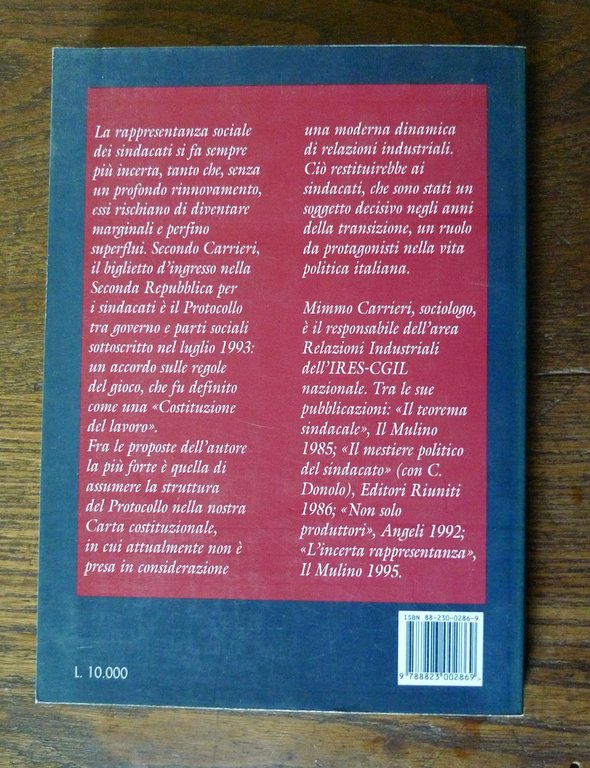 La rappresentanza sociale
dei sindacati si fa sempre
più incerta, tanto che, senza
un profondo rinnovamento,
essi rischiano di diventare
marginali e perfino
superflui. Secondo Carrieri,
il biglietto d'ingresso nella
Seconda Repubblica per
i sindacati è il Protocollo
tra governo e parti sociali
sottoscritto nel luglio 1993:
un accordo sulle regole
del gioco, che fu definito
come una «Costituzione
del lavoro».
Fra le proposte dell'autore
la più forte è quella di
assumere la struttura
del Protocollo nella nostra
Carta costituzionale,
in cui attualmente non è
presa in considerazione
una moderna dinamica
di relazioni industriali.
Ciò restituirebbe ai
sindacati, che sono stati un
soggetto decisivo negli anni
della transizione, un ruolo
da protagonisti nella vita
politica italiana.
Mimmo Carrieri, sociologo,
è il responsabile dell'area
Relazioni Industriali
dell'IRES-CGIL
nazionale. Tra le sue
pubblicazioni: «Il teorema
sindacale», Il Mulino
1985; «Il mestiere politico
del sindacato» (con C.
Donolo), Editori Riuniti
1986; «Non solo
produttori», Angeli 1992;
«L'incerta rappresentanza»,
Il Mulino 1995.
ISBN 88-230-0286-9
9 788823 002869>
L. 10.000